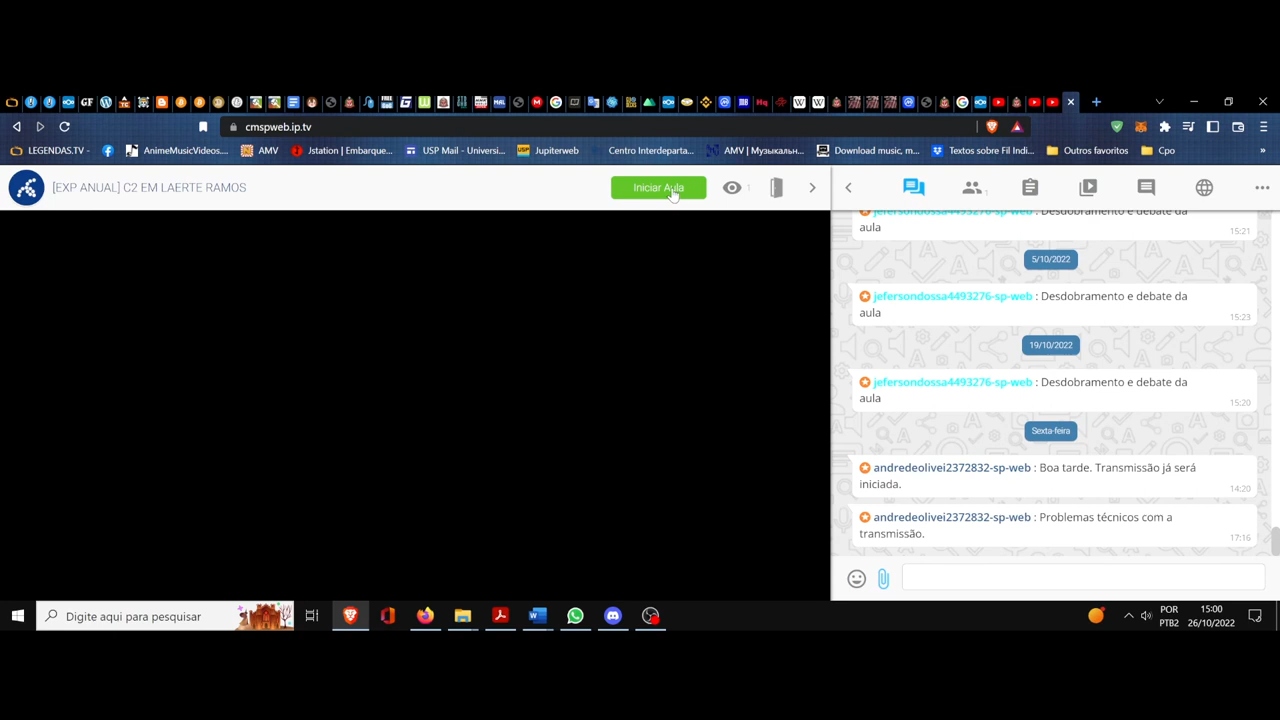 cmspweb.ip.tv
LEGENDAS.TV
AnimeMusicVideos...
AMV
Jstation | Embarque...
USP Mail - Universi...
Jupiterweb
Centro Interdeparta...
AMV | Музыкальн...
Download music, m...
Textos sobre Fil Indi...
Outros favoritos
Cpo
»
[EXP ANUAL] C2 EM LAERTE RAMOS
Iniciar Aula
1
1
jefersondossa4493276-sp-web : Desdobramento e debate da
aula
15:21
5/10/2022
jefersondossa4493276-sp-web : Desdobramento e debate da
aula
15:23
19/10/2022
jefersondossa4493276-sp-web : Desdobramento e debate da
aula
15:20
Sexta-feira
andredeolivei2372832-sp-web : Boa tarde. Transmissão já será
iniciada.
14:20
andredeolivei2372832-sp-web : Problemas técnicos com a
transmissão.
17:16
Digite aqui para pesquisar
POR
PTB2
15:00
26/10/2022